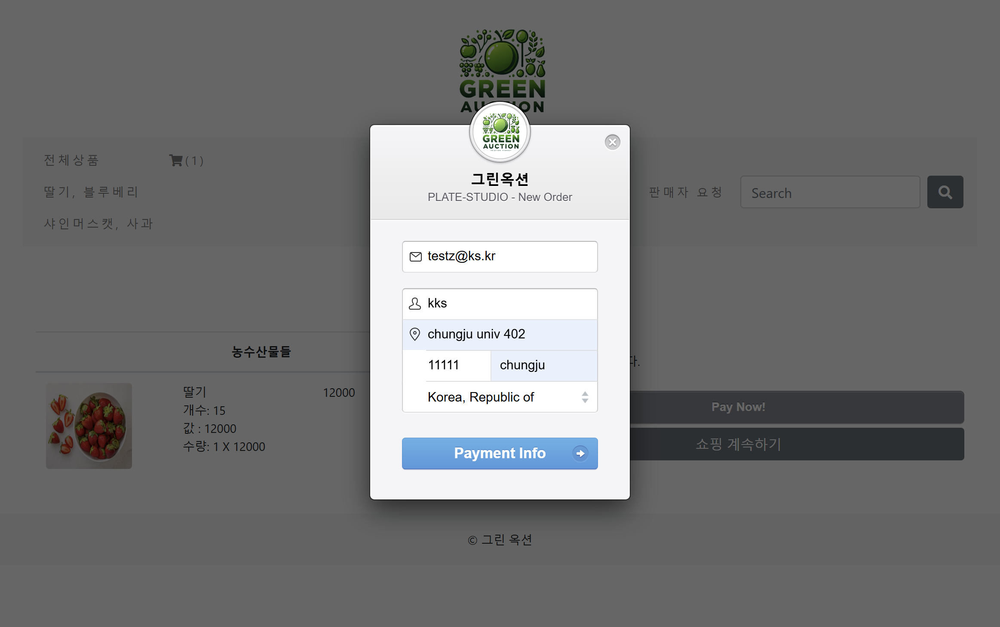 GREEN
AUCTION
전체상품
(1)
딸기, 블루베리
샤인머스캣, 사과
판매자 요청
Search
GREEN
AUCTION
그린옥션
PLATE-STUDIO - New Order
testz@ks.kr
kks
chungju univ 402
11111
chungju
Korea, Republic of
Payment Info
농수산물들
다.
딸기
12000
개수: 15
값 : 12000
수량: 1 X 12000
Pay Now!
쇼핑 계속하기
© 그린 옥션